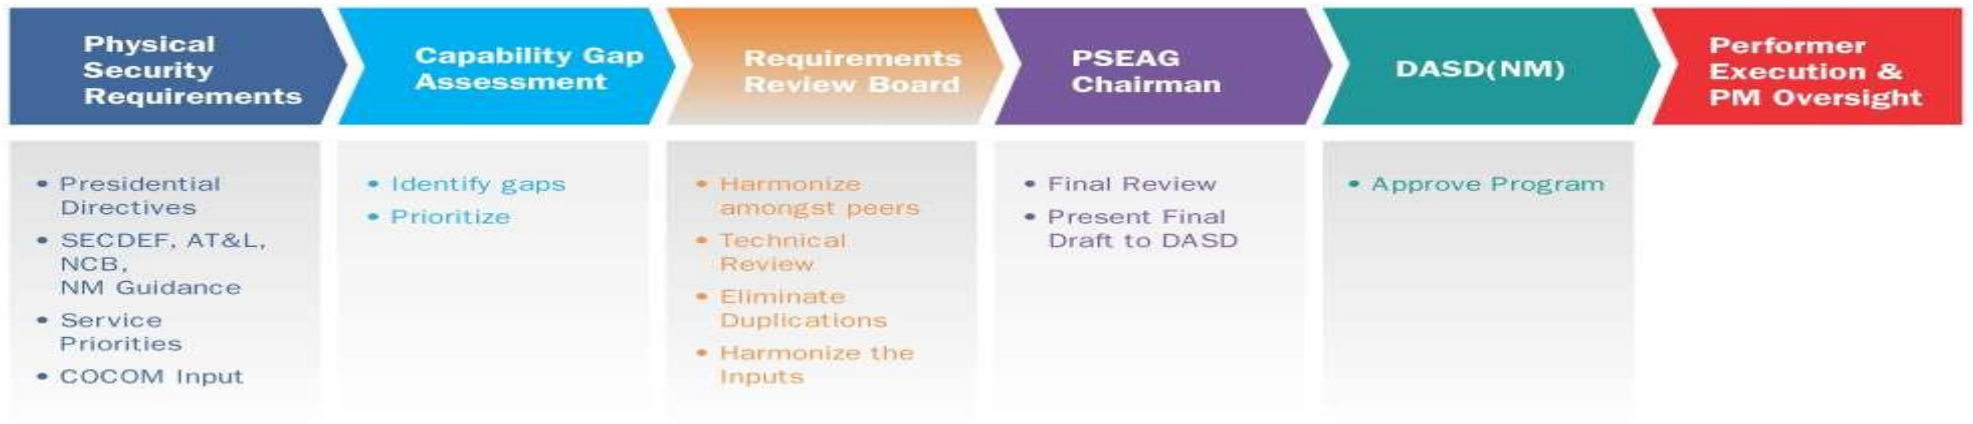 Physical
Security
Requirements
Capability Gap
Assessment
Requirements
Review Board
PSEAG
Chairman
DASD(NM)
Performer
Execution &
PM Oversight
• Presidential
Directives
• SECDEF, AT&L,
NCB,
NM Guidance
• Service
Priorities
• COCOM Input
• Identify gaps
• Prioritize
• Harmonize
amongst peers
• Technical
Review
• Eliminate
Duplications
• Harmonize the
Inputs
• Final Review
• Present Final
Draft to DASD
• Approve Program